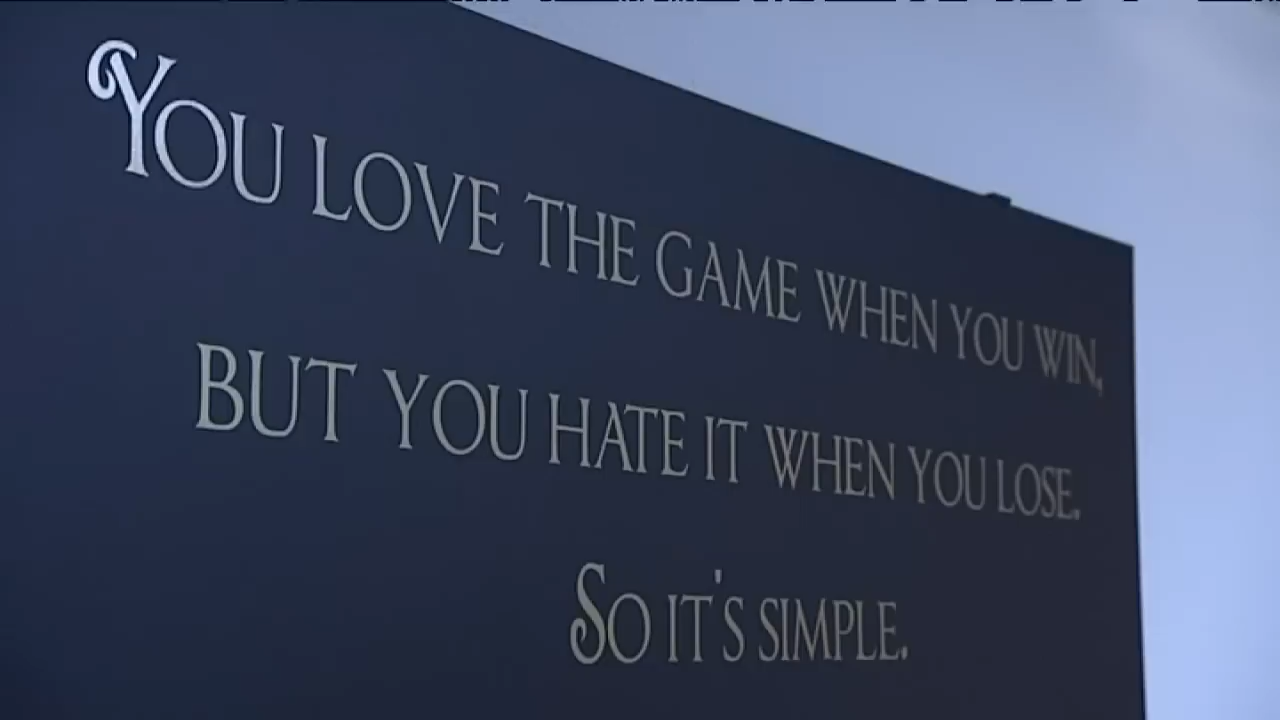 YOU LOVE THE GAME WHEN YOU WIN,
BUT YOU HATE IT WHEN YOU LOSE.
SO IT'S SIMPLE.